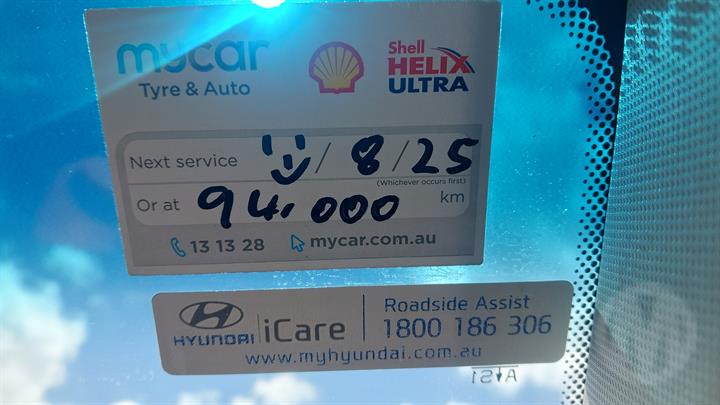 mycar
Tyre & Auto
Shell
HELIX
ULTRA
Next service / 8 / 25
(Whichever occurs first)
Or at 94,000 km
13 13 28 mycar.com.au
HYUNDAI iCare
Roadside Assist
1800 186 306
www.myhyundai.com.au